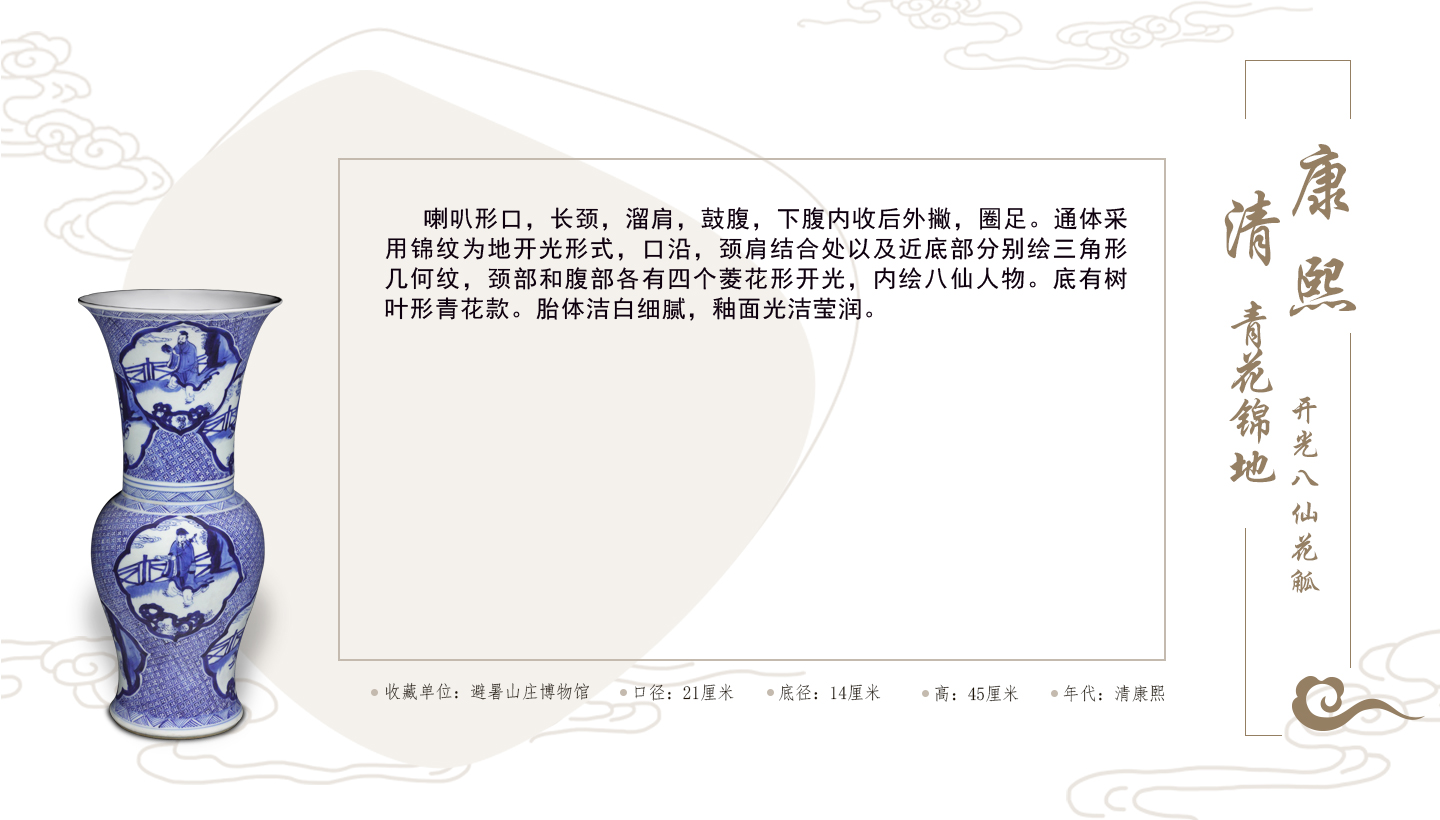 清
康熙
青花锦地
开光八仙花觚
喇叭形口，长颈，溜肩，鼓腹，下腹内收后外撇，圈足。通体采
用锦纹为地开光形式，口沿，颈肩结合处以及近底部分别绘三角形
几何纹，颈部和腹部各有四个菱花形开光，内绘八仙人物。底有树
叶形青花款。胎体洁白细腻，釉面光洁莹润。
收藏单位：避暑山庄博物馆
口径：21厘米
底径：14厘米
高：45厘米
年代：清康熙